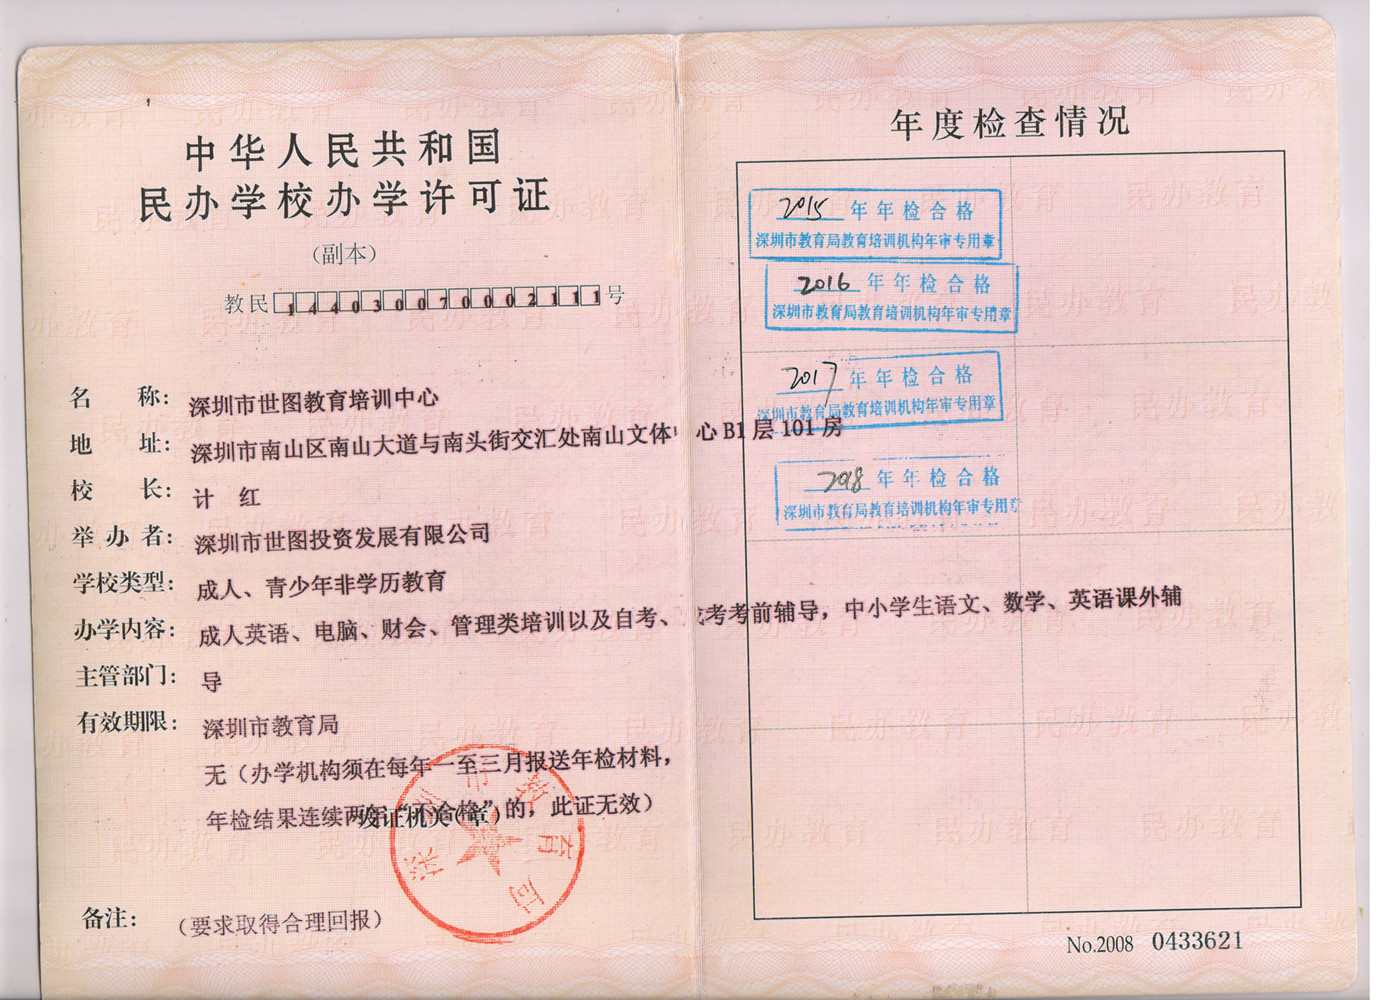 中华人民共和国
民办学校办学许可证
（副本）
教民144030070002111号
名 称： 深圳市世图教育培训中心
地 址： 深圳市南山区南山大道与南头街交汇处南山文体 心 B1 层 101 房
校 长： 计 红
举 办 者： 深圳市世图投资发展有限公司
学校类型： 成人、青少年非学历教育
办学内容： 成人英语、电脑、财会、管理类培训以及自考、 考考前辅导，中小学生语文、数学、英语课外辅
主管部门： 导
有效期限： 深圳市教育局
无（办学机构须在每年一至三月报送年检材料，
年检结果连续两年“不合格”的，此证无效）
发证机关（章）
深圳市教育局
备注： （要求取得合理回报）
年度检查情况
2015 年年检合格
深圳市教育局教育培训机构年审专用章
2016 年年检合格
深圳市教育局教育培训机构年审专用章
2017 年年检合格
深圳市教育局教育培训机构年审专用章
2018 年年检合格
深圳市教育局教育培训机构年审专用章
No.2008 0433621